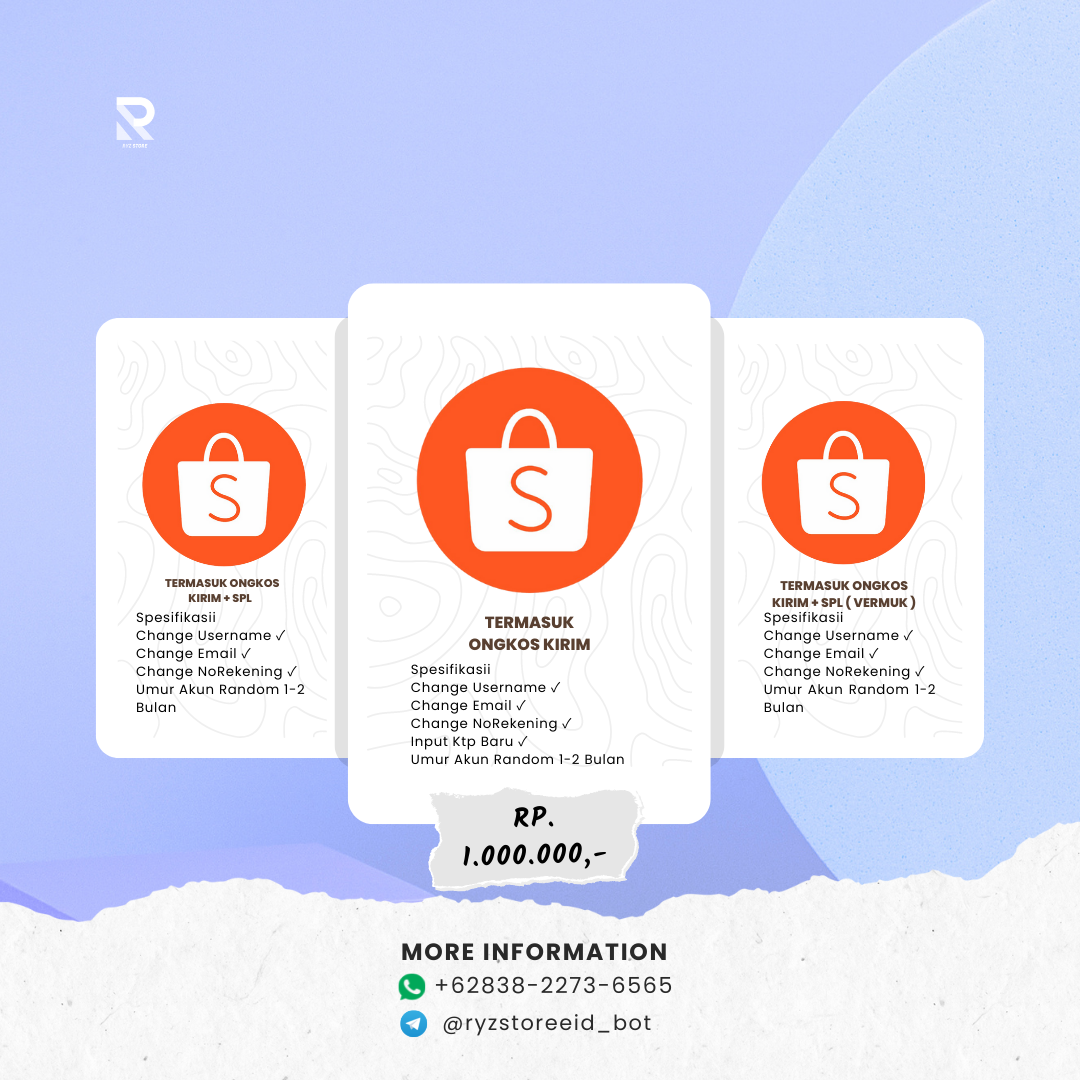 RYZ STORE
TERMASUK ONGKOS
KIRIM + SPL
Spesifikasii
Change Username ✓
Change Email ✓
Change NoRekening ✓
Umur Akun Random 1-2
Bulan
TERMASUK
ONGKOS KIRIM
Spesifikasii
Change Username ✓
Change Email ✓
Change NoRekening ✓
Input Ktp Baru ✓
Umur Akun Random 1-2 Bulan
RP.
1.000.000,-
TERMASUK ONGKOS
KIRIM + SPL ( VERMUK )
Spesifikasii
Change Username ✓
Change Email ✓
Change NoRekening ✓
Umur Akun Random 1-2
Bulan
MORE INFORMATION
+62838-2273-6565
@ryzstoreeid_bot